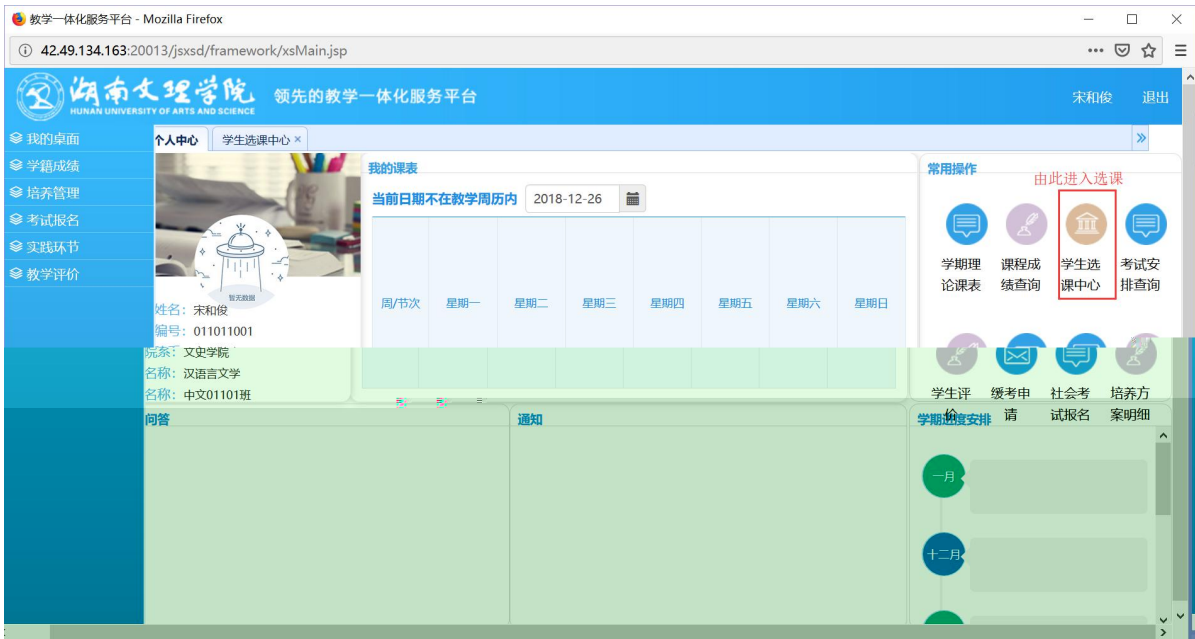 教学一体化服务平台 - Mozilla Firefox
42.49.134.163:20013/jsxsd/framework/xsMain.jsp
湖南文理学院
HUNAN UNIVERSITY OF ARTS AND SCIENCE
领先的教学一体化服务平台
宋和俊 退出
我的桌面
学籍成绩
培养管理
考试报名
实践环节
教学评价
个人中心 学生选课中心 ×
暂无数据
姓名：宋和俊
编号：011011001
院系：文史学院
名称：汉语言文学
名称：中文01101班
我的课表
当前日期不在教学周历内 2018-12-26
周/节次 星期一 星期二 星期三 星期四 星期五 星期六 星期日
常用操作
由此进入选课
学期理论课表
课程成绩查询
学生选课中心
考试安排查询
学生评价
缓考申请
社会考试报名
培养方案明细
问答
通知
学期进度安排
一月
十二月